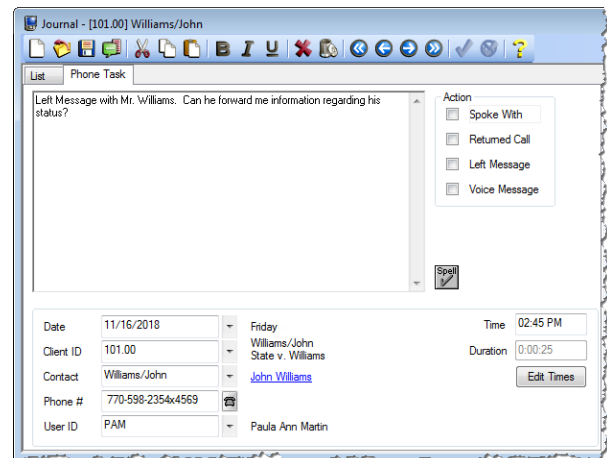 Journal - [101.00] Williams/John
B I U ?
List Phone Task
Left Message with Mr. Williams. Can he forward me information regarding his
status?
Action
Spoke With
Returned Call
Left Message
Voice Message
Spell
Date 11/16/2018 Friday Time 02:45 PM
Client ID 101.00 Williams/John
State v. Williams
Duration 0:00:25
Contact Williams/John John Williams Edit Times
Phone # 770-598-2354x4569
User ID PAM Paula Ann Martin